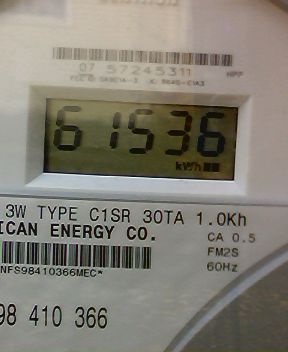 07 57245311 HPF
61536
kWh
3W TYPE C1SR 30TA 1.0Kh
ICAN ENERGY CO. CA 0.5
FM2S
NFS98410366MEC* 60Hz
98 410 366